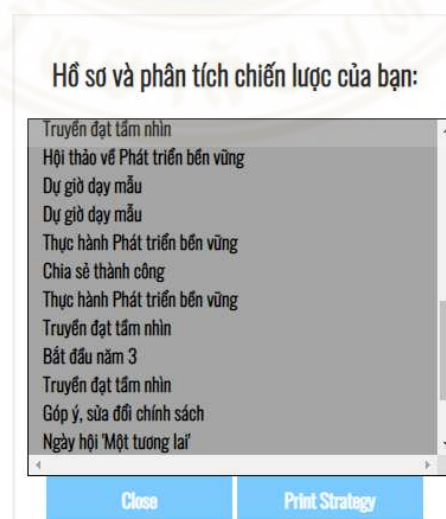 Hồ sơ và phân tích chiến lược của bạn:
Truyền đạt tầm nhìn
Hội thảo về Phát triển bền vững
Dự giờ dạy mẫu
Dự giờ dạy mẫu
Thực hành Phát triển bền vững
Chia sẻ thành công
Thực hành Phát triển bền vững
Truyền đạt tầm nhìn
Bắt đầu năm 3
Truyền đạt tầm nhìn
Góp ý, sửa đổi chính sách
Ngày hội 'Một tương lai'
Close
Print Strategy